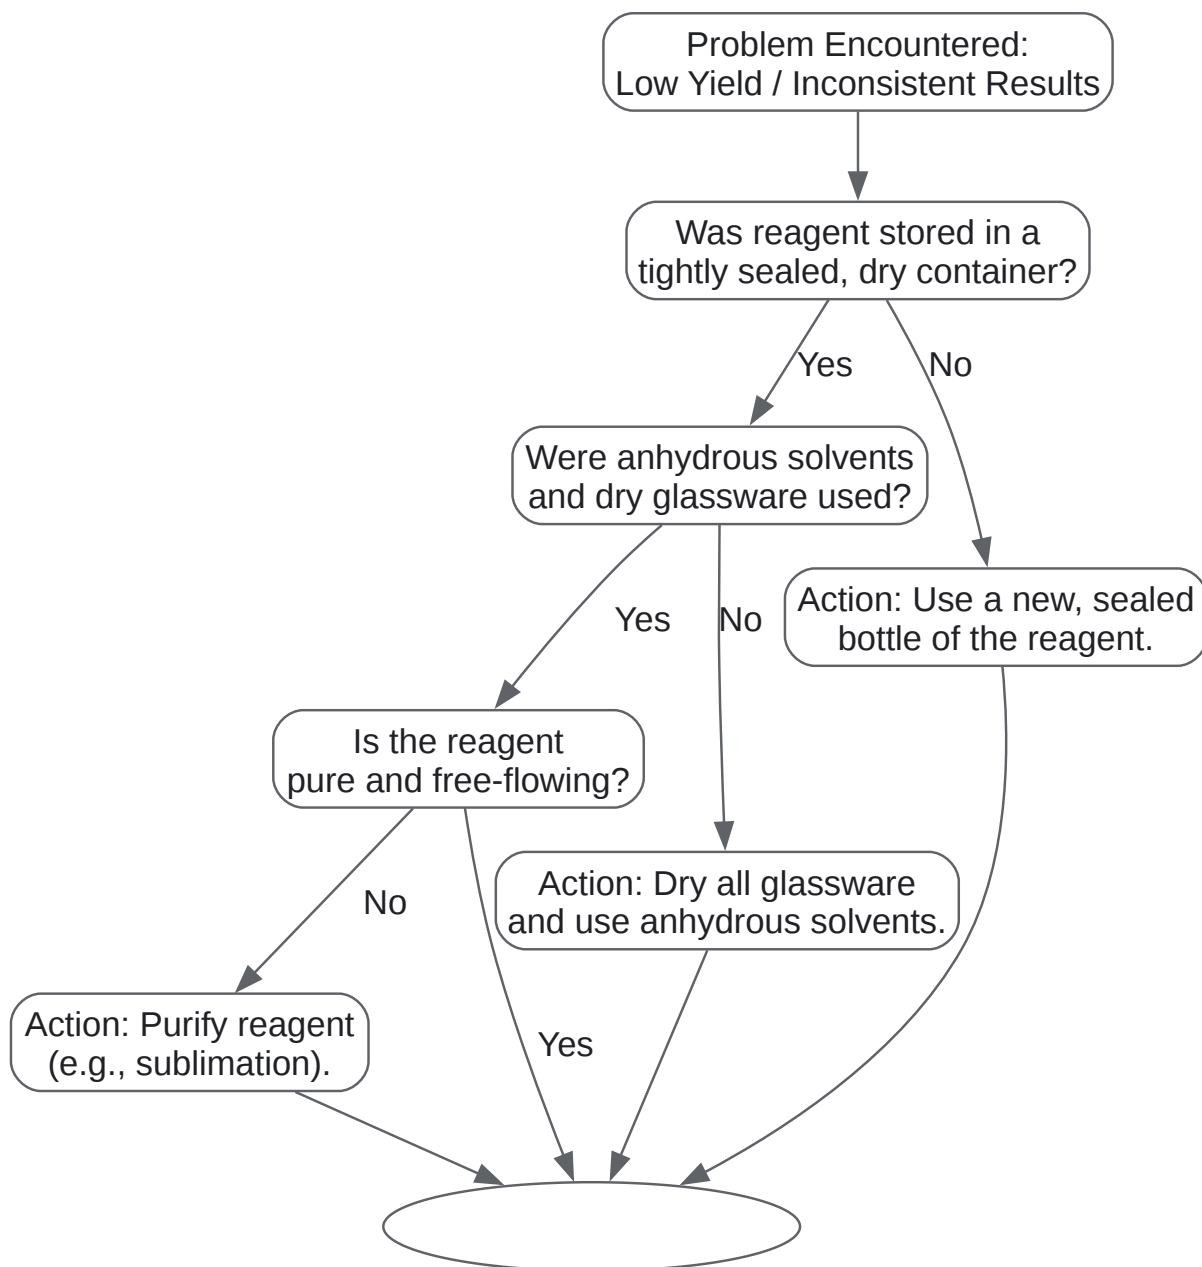 Problem Encountered:
Low Yield / Inconsistent Results
Was reagent stored in a
tightly sealed, dry container?
Yes
No
Were anhydrous solvents
and dry glassware used?
Action: Use a new, sealed
bottle of the reagent.
Yes
No
Is the reagent
pure and free-flowing?
Action: Dry all glassware
and use anhydrous solvents.
No
Action: Purify reagent
(e.g., sublimation).
Yes